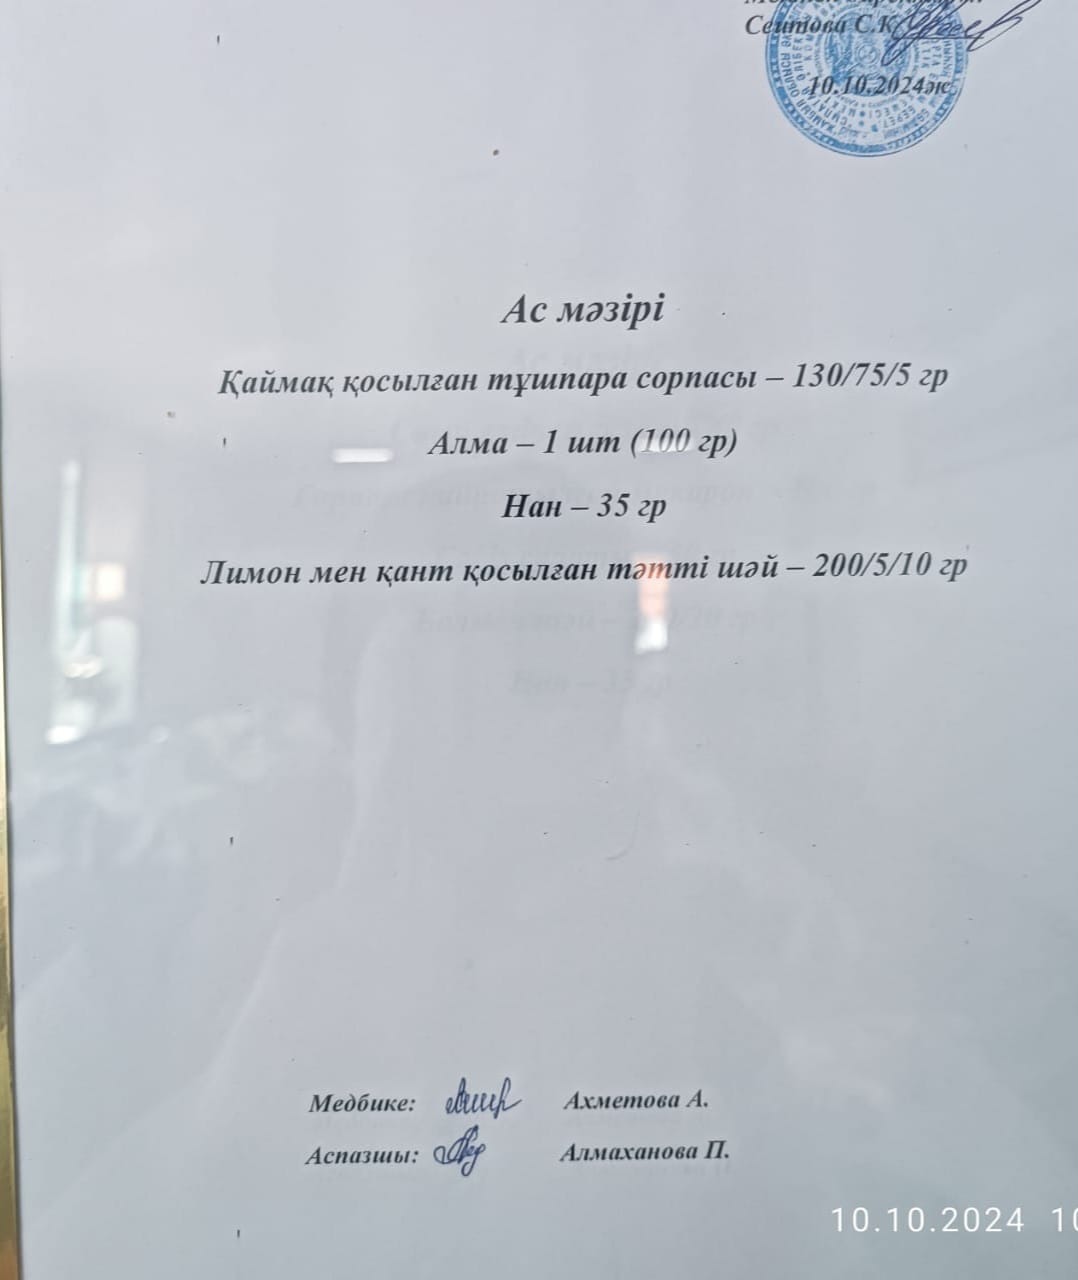 Сеитова С.К
10.10.2024ж
Ас мәзірі
Қаймақ қосылған тұшпара сорпасы – 130/75/5 гр
Алма – 1 шт (100 гр)
Нан – 35 гр
Лимон мен қант қосылған тәтті шәй – 200/5/10 гр
Медбике: Ахметова А.
Аспазшы: Алмаханова П.
10.10.2024 10